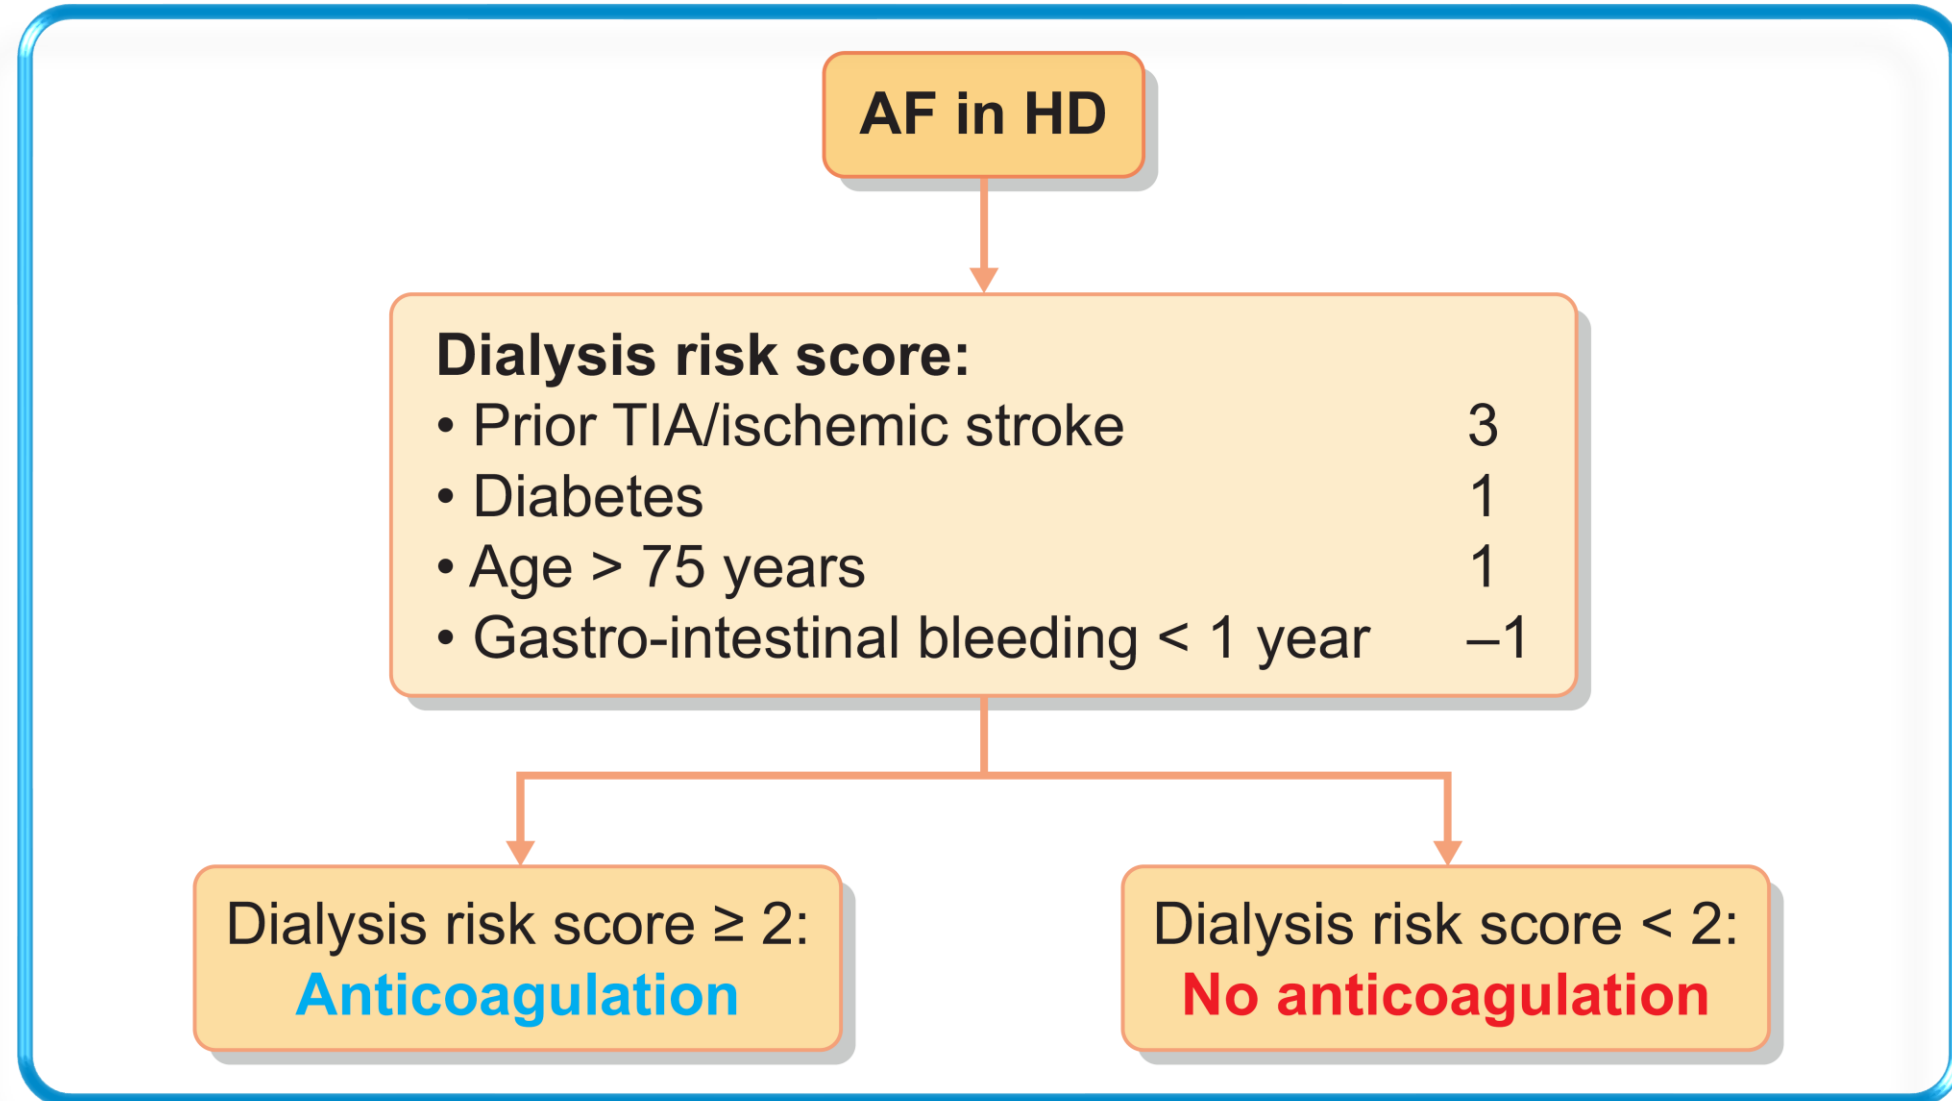 AF in HD
Dialysis risk score:
• Prior TIA/ischemic stroke 3
• Diabetes 1
• Age > 75 years 1
• Gastro-intestinal bleeding < 1 year –1
Dialysis risk score ≥ 2:
Anticoagulation
Dialysis risk score < 2:
No anticoagulation